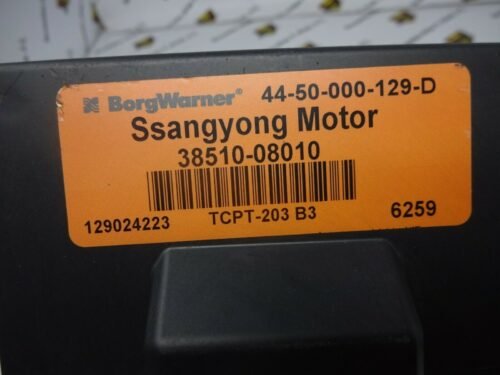 BorgWarner® 44-50-000-129-D
Ssangyong Motor
38510-08010
129024223 TCPT-203 B3 6259